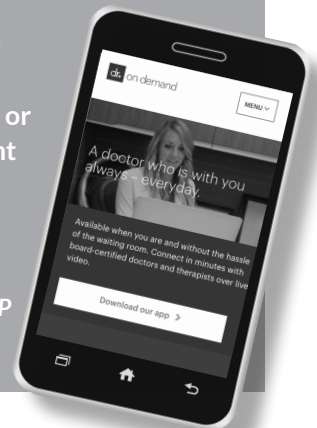 or
nt
P
dr. on demand
MENU
A doctor who is with you
always – everyday.
Available when you are and without the hassle
of the waiting room. Connect in minutes with
board-certified doctors and therapists over live
video.
Download our app >